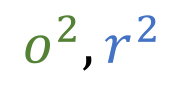 o², r²